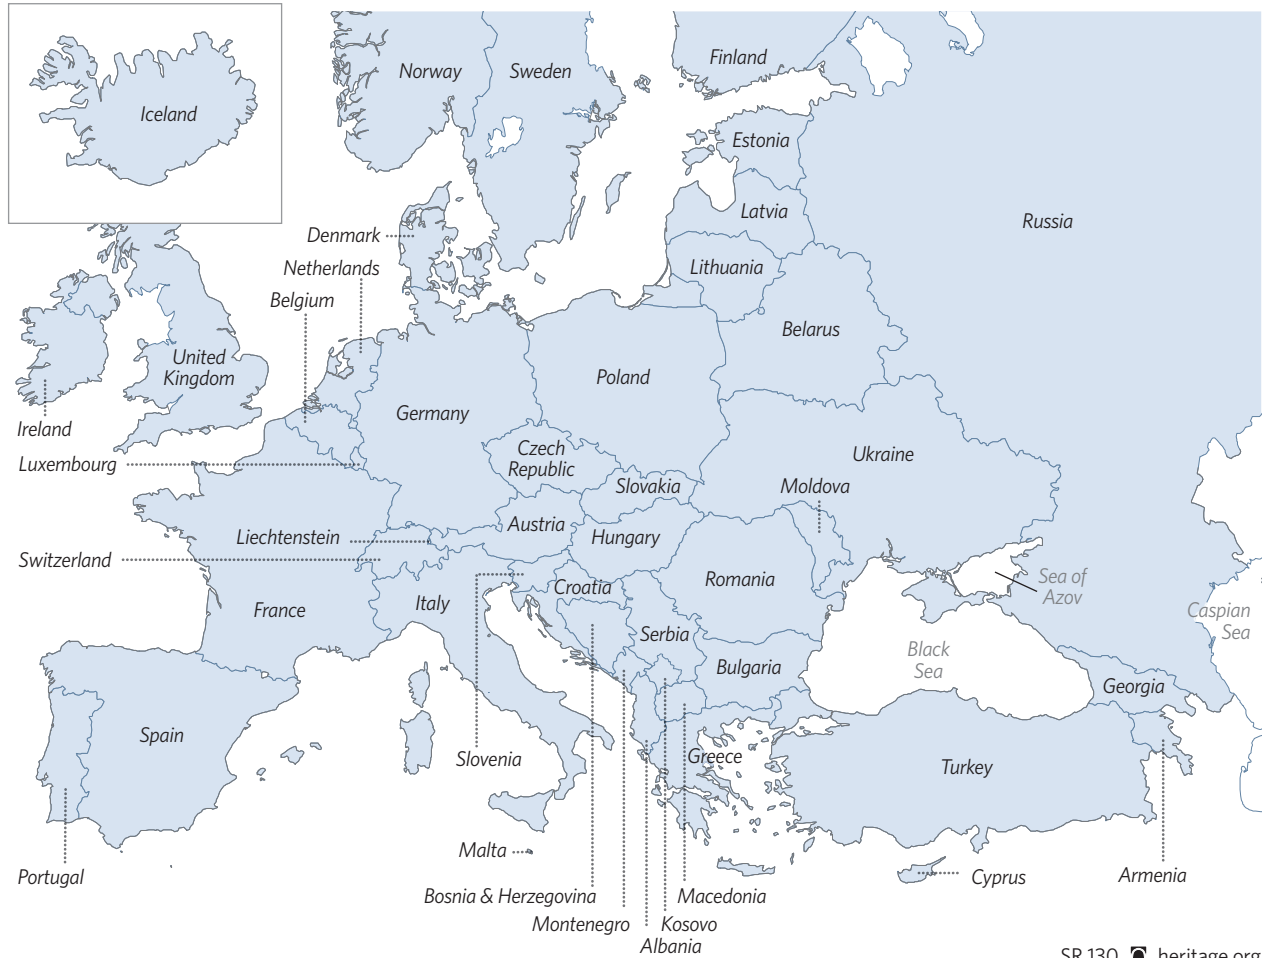 Iceland
Norway
Sweden
Finland
Estonia
Latvia
Russia
Denmark
Netherlands
Lithuania
Belgium
Belarus
United
Kingdom
Poland
Germany
Ireland
Luxembourg
Czech
Republic
Ukraine
Slovakia
Moldova
Austria
Liechtenstein
Hungary
Switzerland
Romania
Sea of
Azov
Croatia
Italy
France
Caspian
Sea
Serbia
Black
Sea
Bulgaria
Georgia
Spain
Slovenia
Greece
Turkey
Malta
Portugal
Cyprus
Armenia
Bosnia & Herzegovina
Macedonia
Montenegro
Kosovo
Albania
SR 130 heritage.org